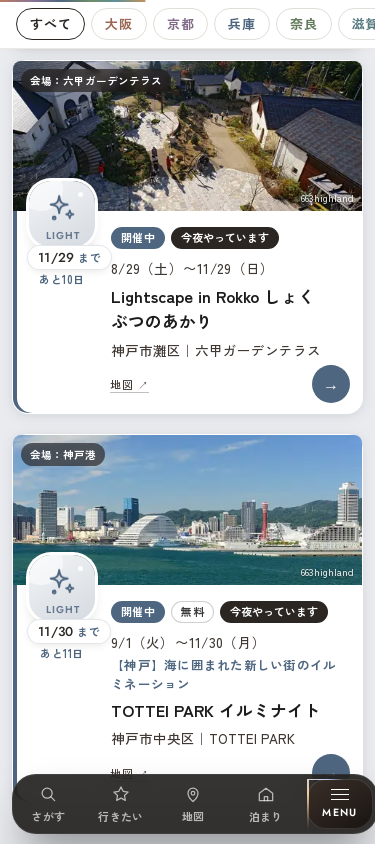 すべて
大阪
京都
兵庫
奈良
滋賀
会場：六甲ガーデンテラス
663highland
LIGHT
11/29 まで
あと10日
開催中
今夜やっています
8/29（土）〜11/29（日）
Lightscape in Rokko しょく
ぶつのあかり
神戸市灘区｜六甲ガーデンテラス
地図 ↗
→
会場：神戸港
663highland
LIGHT
11/30 まで
あと11日
開催中
無料
今夜やっています
9/1（火）〜11/30（月）
【神戸】海に囲まれた新しい街のイル
ミネーション
TOTTEI PARK イルミナイト
神戸市中央区｜TOTTEI PARK
地図 ↗
さがす
行きたい
地図
泊まり
MENU